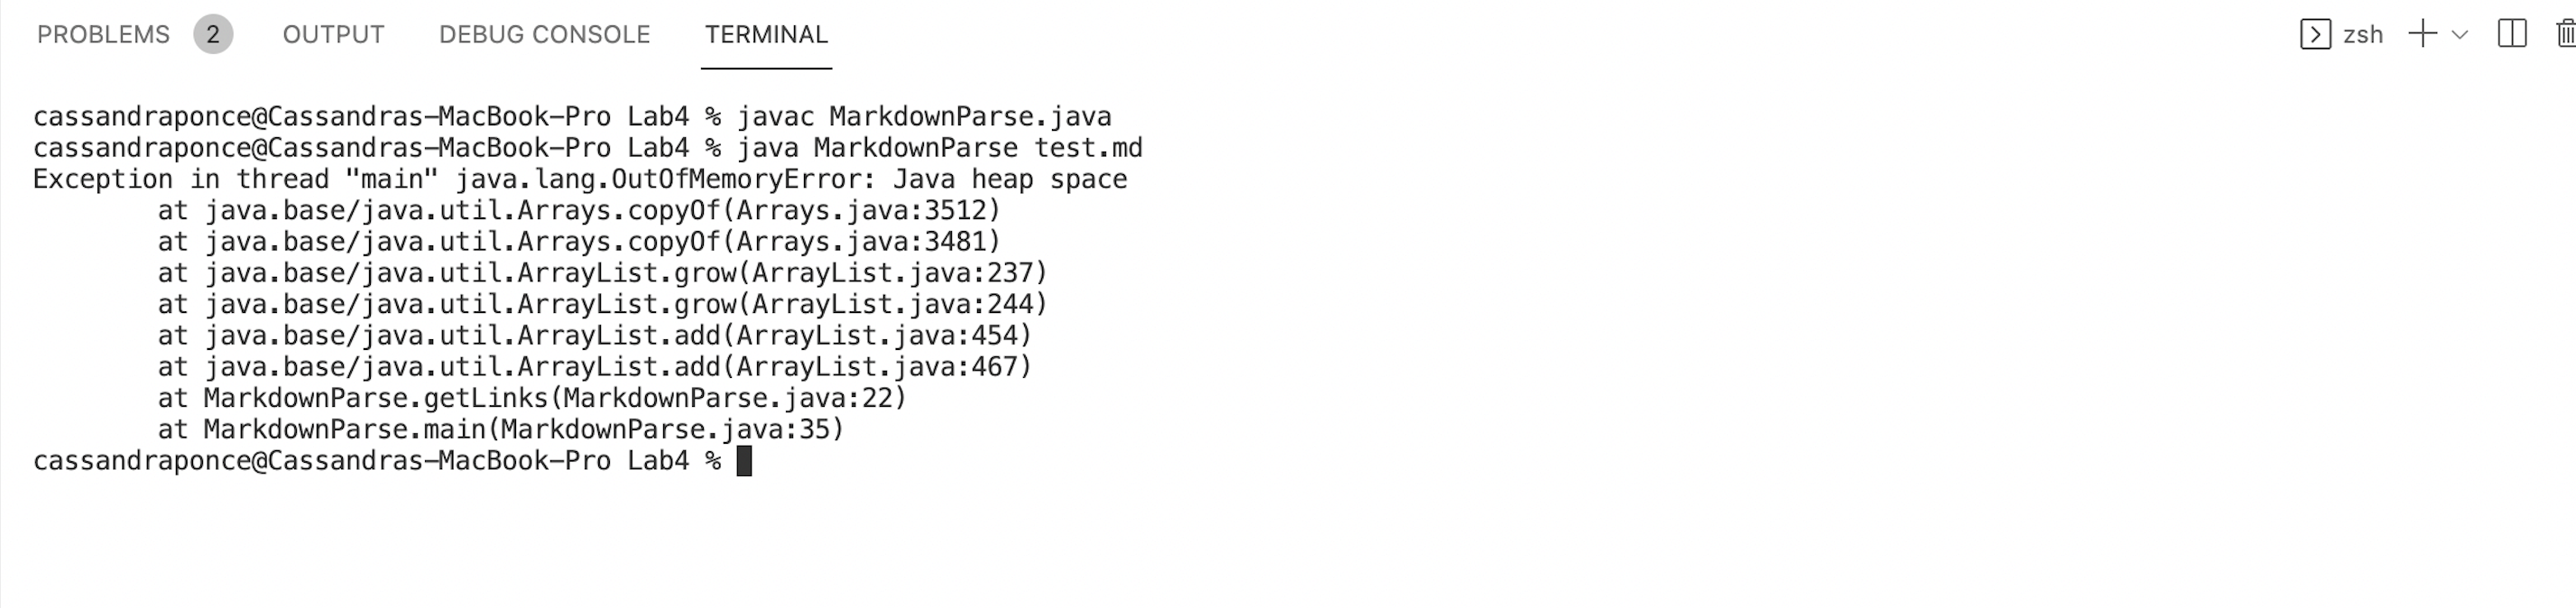 PROBLEMS 2 OUTPUT DEBUG CONSOLE TERMINAL zsh
cassandraponce@Cassandras-MacBook-Pro Lab4 % javac MarkdownParse.java
cassandraponce@Cassandras-MacBook-Pro Lab4 % java MarkdownParse test.md
Exception in thread "main" java.lang.OutOfMemoryError: Java heap space
        at java.base/java.util.Arrays.copyOf(Arrays.java:3512)
        at java.base/java.util.Arrays.copyOf(Arrays.java:3481)
        at java.base/java.util.ArrayList.grow(ArrayList.java:237)
        at java.base/java.util.ArrayList.grow(ArrayList.java:244)
        at java.base/java.util.ArrayList.add(ArrayList.java:454)
        at java.base/java.util.ArrayList.add(ArrayList.java:467)
        at MarkdownParse.getLinks(MarkdownParse.java:22)
        at MarkdownParse.main(MarkdownParse.java:35)
cassandraponce@Cassandras-MacBook-Pro Lab4 %